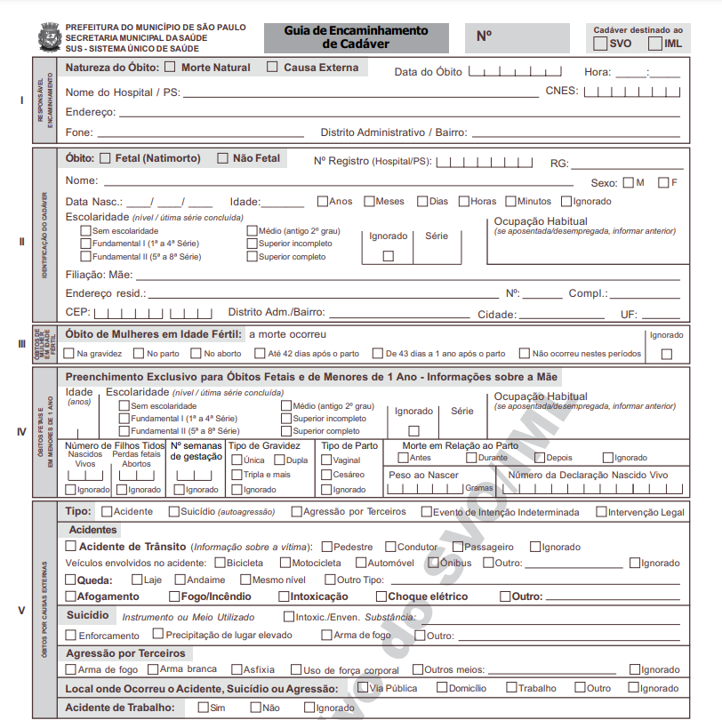 PREFEITURA DO MUNICÍPIO DE SÃO PAULO
SECRETARIA MUNICIPAL DA SAÚDE
SUS - SISTEMA ÚNICO DE SAÚDE
Guia de Encaminhamento
de Cadáver
Nº
Cadáver destinado ao
SVO IML
I
RESPONSÁVEL
ENCAMINHAMENTO
Natureza do Óbito: Morte Natural Causa Externa
Data do Óbito Hora: _____:_____
Nome do Hospital / PS: CNES:
Endereço:
Fone: Distrito Administrativo / Bairro:
II
IDENTIFICAÇÃO DO CADÁVER
Óbito: Fetal (Natimorto) Não Fetal Nº Registro (Hospital/PS): RG:
Nome: Sexo: M F
Data Nasc.: ____/ ____/ ____ Idade: Anos Meses Dias Horas Minutos Ignorado
Escolaridade (nível / útima série concluída)
Sem escolaridade
Fundamental I (1ª a 4ª Série)
Fundamental II (5ª a 8ª Série)
Médio (antigo 2º grau)
Superior incompleto
Superior completo
Ignorado Série
Ocupação Habitual
(se aposentada/desempregada, informar anterior)
Filiação: Mãe:
Endereço resid.: Nº: Compl.:
CEP: Distrito Adm./Bairro: Cidade: UF:
III
ÓBITOS DE
MULHER
EM IDADE
FÉRTIL
Óbito de Mulheres em Idade Fértil: a morte ocorreu
Ignorado
Na gravidez No parto No aborto Até 42 dias após o parto De 43 dias a 1 ano após o parto Não ocorreu nestes períodos
IV
ÓBITOS FETAIS E
EM MENORES DE 1 ANO
Preenchimento Exclusivo para Óbitos Fetais e de Menores de 1 Ano - Informações sobre a Mãe
Idade
(anos)
Escolaridade (nível / útima série concluída)
Sem escolaridade
Fundamental I (1ª a 4ª Série)
Fundamental II (5ª a 8ª Série)
Médio (antigo 2º grau)
Superior incompleto
Superior completo
Ignorado Série
Ocupação Habitual
(se aposentada/desempregada, informar anterior)
Número de Filhos Tidos
Nascidos
Vivos
Perdas fetais
Abortos
Ignorado Ignorado
Nº semanas
de gestação
Ignorado
Tipo de Gravidez
Única Dupla
Tripla e mais
Ignorado
Tipo de Parto
Vaginal
Cesáreo
Ignorado
Morte em Relação ao Parto
Antes Durante Depois Ignorado
Peso ao Nascer
Gramas
Número da Declaração Nascido Vivo
V
ÓBITOS POR CAUSAS EXTERNAS
Tipo: Acidente Suicídio (autoagressão) Agressão por Terceiros Evento de Intenção Indeterminada Intervenção Legal
Acidentes
Acidente de Trânsito (Informação sobre a vítima): Pedestre Condutor Passageiro Ignorado
Veículos envolvidos no acidente: Bicicleta Motocicleta Automóvel Ônibus Outro: Ignorado
Queda: Laje Andaime Mesmo nível Outro Tipo:
Afogamento Fogo/Incêndio Intoxicação Choque elétrico Outro:
Suicídio Instrumento ou Meio Utilizado Intoxic./Enven. Substância:
Enforcamento Precipitação de lugar elevado Arma de fogo Outro:
Agressão por Terceiros
Arma de fogo Arma branca Asfixia Uso de força corporal Outros meios: Ignorado
Local onde Ocorreu o Acidente, Suicídio ou Agressão: Via Pública Domicílio Trabalho Outro Ignorado
Acidente de Trabalho: Sim Não Ignorado
svo do SVO/IML